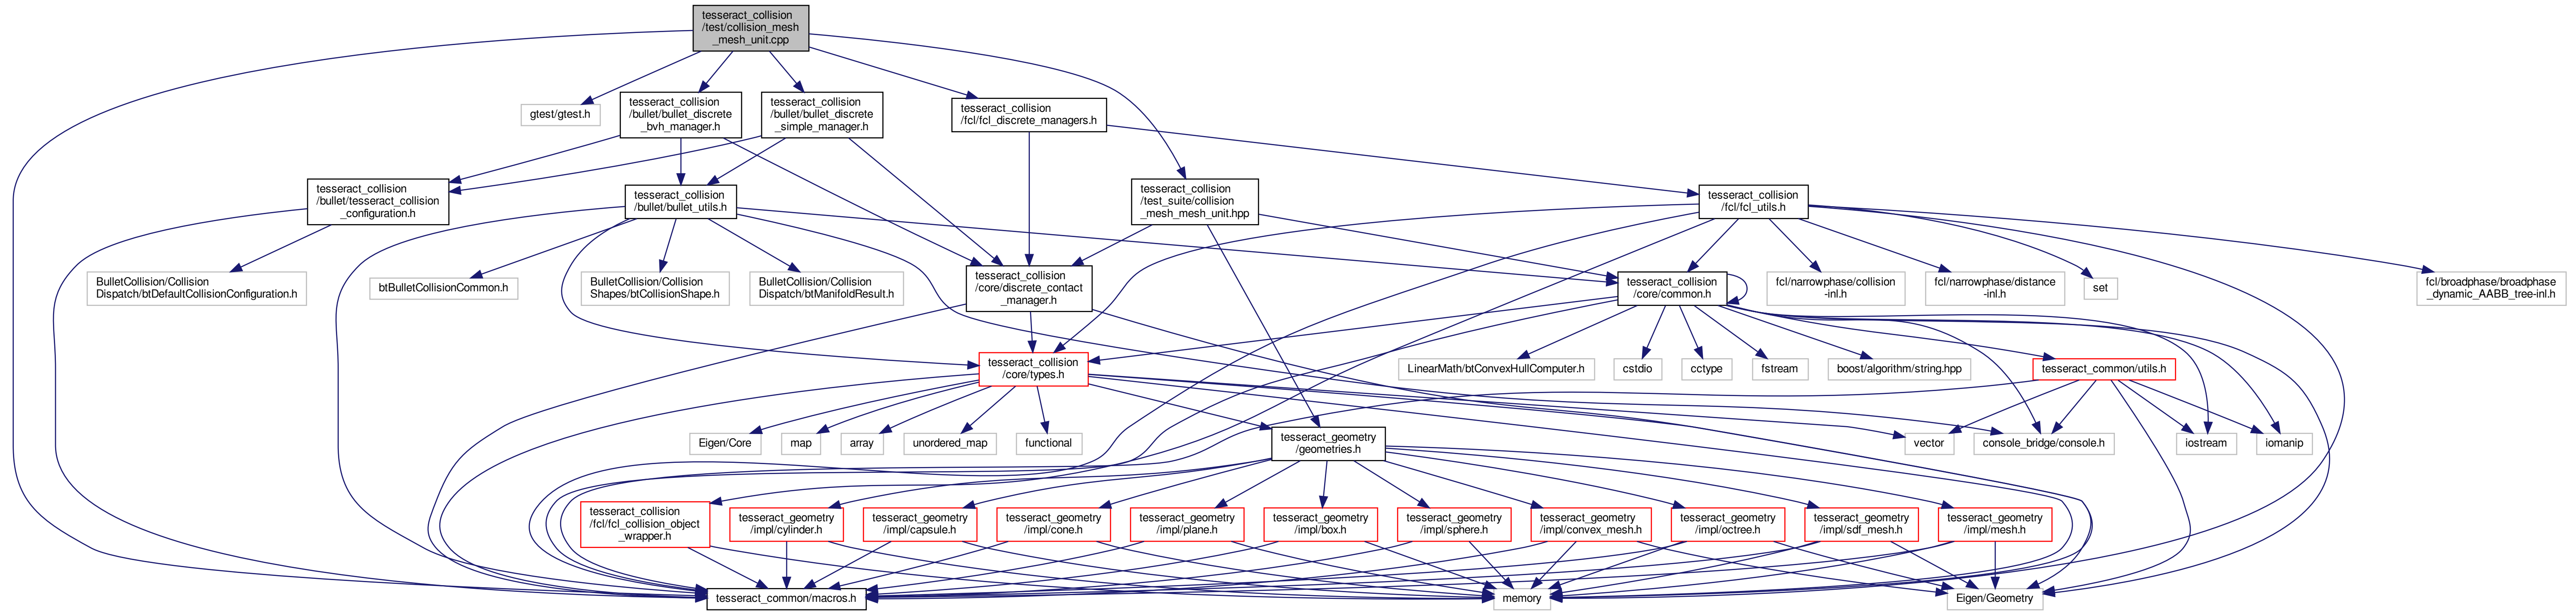 tesseract_collision
/test/collision_mesh
_mesh_unit.cpp
gtest/gtest.h
tesseract_collision
/bullet/bullet_discrete
_bvh_manager.h
tesseract_collision
/bullet/bullet_discrete
_simple_manager.h
tesseract_collision
/fcl/fcl_discrete_managers.h
tesseract_collision
/bullet/tesseract_collision
_configuration.h
tesseract_collision
/bullet/bullet_utils.h
tesseract_collision
/test_suite/collision
_mesh_mesh_unit.hpp
tesseract_collision
/fcl/fcl_utils.h
BulletCollision/Collision
Dispatch/btDefaultCollisionConfiguration.h
btBulletCollisionCommon.h
BulletCollision/Collision
Shapes/btCollisionShape.h
BulletCollision/Collision
Dispatch/btManifoldResult.h
tesseract_collision
/core/discrete_contact
_manager.h
tesseract_collision
/core/common.h
fcl/narrowphase/collision
-inl.h
fcl/narrowphase/distance
-inl.h
set
fcl/broadphase/broadphase
_dynamic_AABB_tree-inl.h
tesseract_collision
/core/types.h
LinearMath/btConvexHullComputer.h
cstdio
cctype
fstream
boost/algorithm/string.hpp
tesseract_common/utils.h
Eigen/Core
map
array
unordered_map
functional
tesseract_geometry
/geometries.h
vector
console_bridge/console.h
iostream
iomanip
tesseract_collision
/fcl/fcl_collision_object
_wrapper.h
tesseract_geometry
/impl/cylinder.h
tesseract_geometry
/impl/capsule.h
tesseract_geometry
/impl/cone.h
tesseract_geometry
/impl/plane.h
tesseract_geometry
/impl/box.h
tesseract_geometry
/impl/sphere.h
tesseract_geometry
/impl/convex_mesh.h
tesseract_geometry
/impl/octree.h
tesseract_geometry
/impl/sdf_mesh.h
tesseract_geometry
/impl/mesh.h
tesseract_common/macros.h
memory
Eigen/Geometry